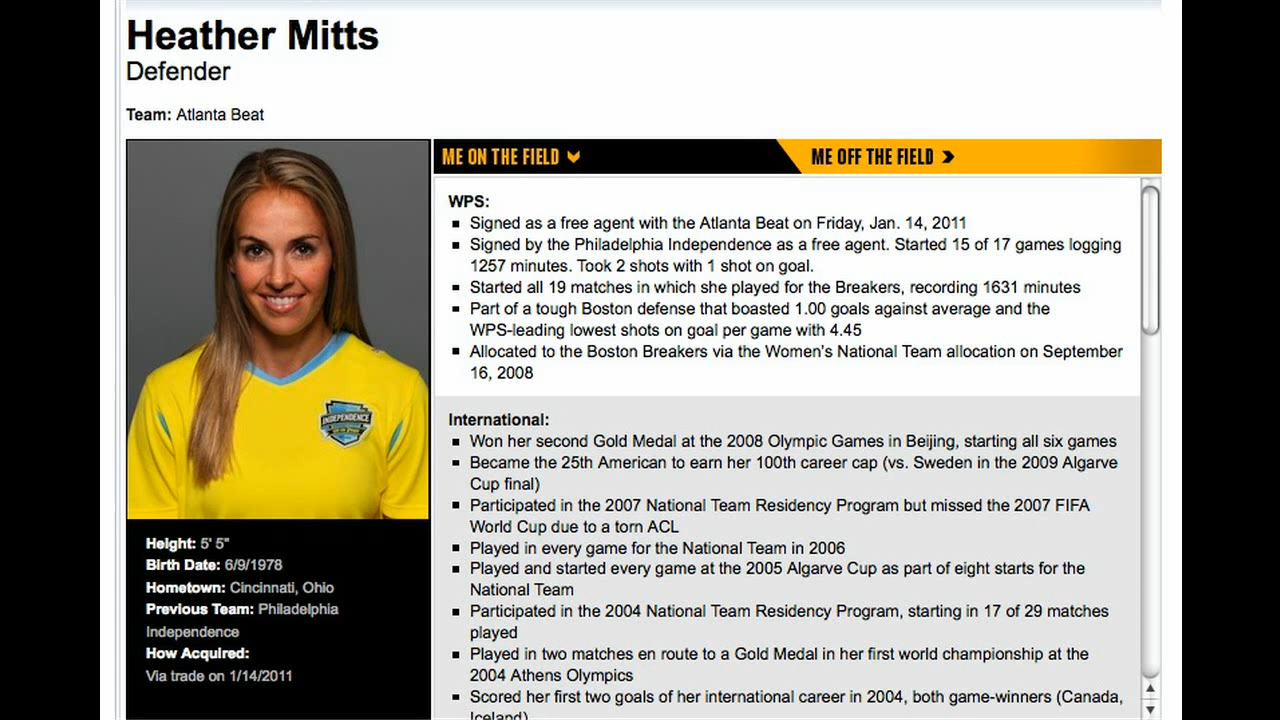 Heather Mitts
Defender
Team: Atlanta Beat
ME ON THE FIELD
ME OFF THE FIELD
INDEPENDENCE
Height: 5' 5"
Birth Date: 6/9/1978
Hometown: Cincinnati, Ohio
Previous Team: Philadelphia
Independence
How Acquired:
Via trade on 1/14/2011
WPS:
Signed as a free agent with the Atlanta Beat on Friday, Jan. 14, 2011
Signed by the Philadelphia Independence as a free agent. Started 15 of 17 games logging
1257 minutes. Took 2 shots with 1 shot on goal.
Started all 19 matches in which she played for the Breakers, recording 1631 minutes
Part of a tough Boston defense that boasted 1.00 goals against average and the
WPS-leading lowest shots on goal per game with 4.45
Allocated to the Boston Breakers via the Women's National Team allocation on September
16, 2008
International:
Won her second Gold Medal at the 2008 Olympic Games in Beijing, starting all six games
Became the 25th American to earn her 100th career cap (vs. Sweden in the 2009 Algarve
Cup final)
Participated in the 2007 National Team Residency Program but missed the 2007 FIFA
World Cup due to a torn ACL
Played in every game for the National Team in 2006
Played and started every game at the 2005 Algarve Cup as part of eight starts for the
National Team
Participated in the 2004 National Team Residency Program, starting in 17 of 29 matches
played
Played in two matches en route to a Gold Medal in her first world championship at the
2004 Athens Olympics
Scored her first two goals of her international career in 2004, both game-winners (Canada,
Iceland)